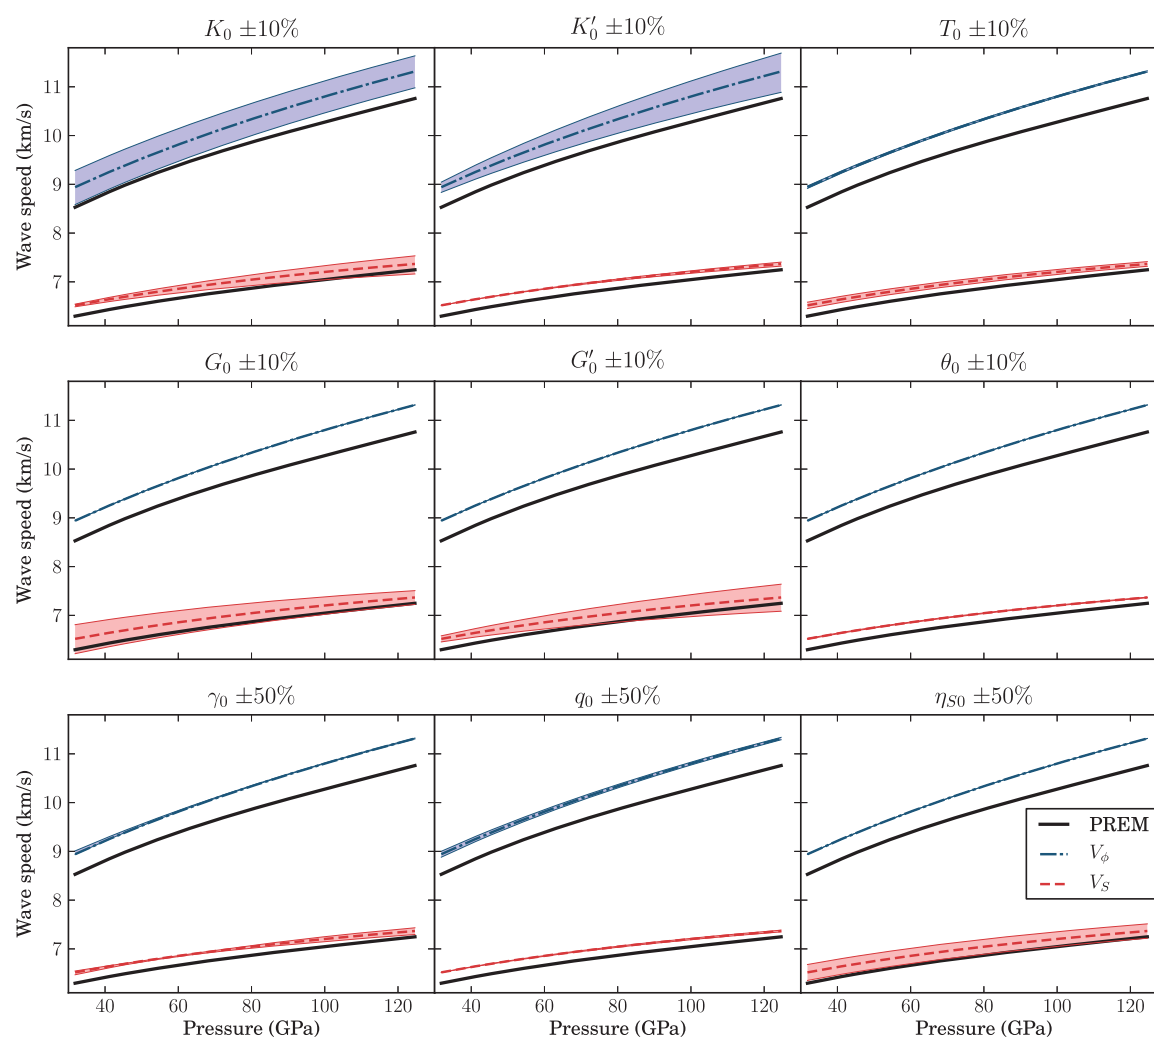 K₀ ±10% K′₀ ±10% T₀ ±10%
11
10
9
8
7
Wave speed (km/s)
G₀ ±10% G′₀ ±10% θ₀ ±10%
11
10
9
8
7
Wave speed (km/s)
γ₀ ±50% q₀ ±50% η_S0 ±50%
11
10
9
8
7
Wave speed (km/s)
PREM
V_ϕ
V_S
40 60 80 100 120 40 60 80 100 120 40 60 80 100 120
Pressure (GPa) Pressure (GPa) Pressure (GPa)